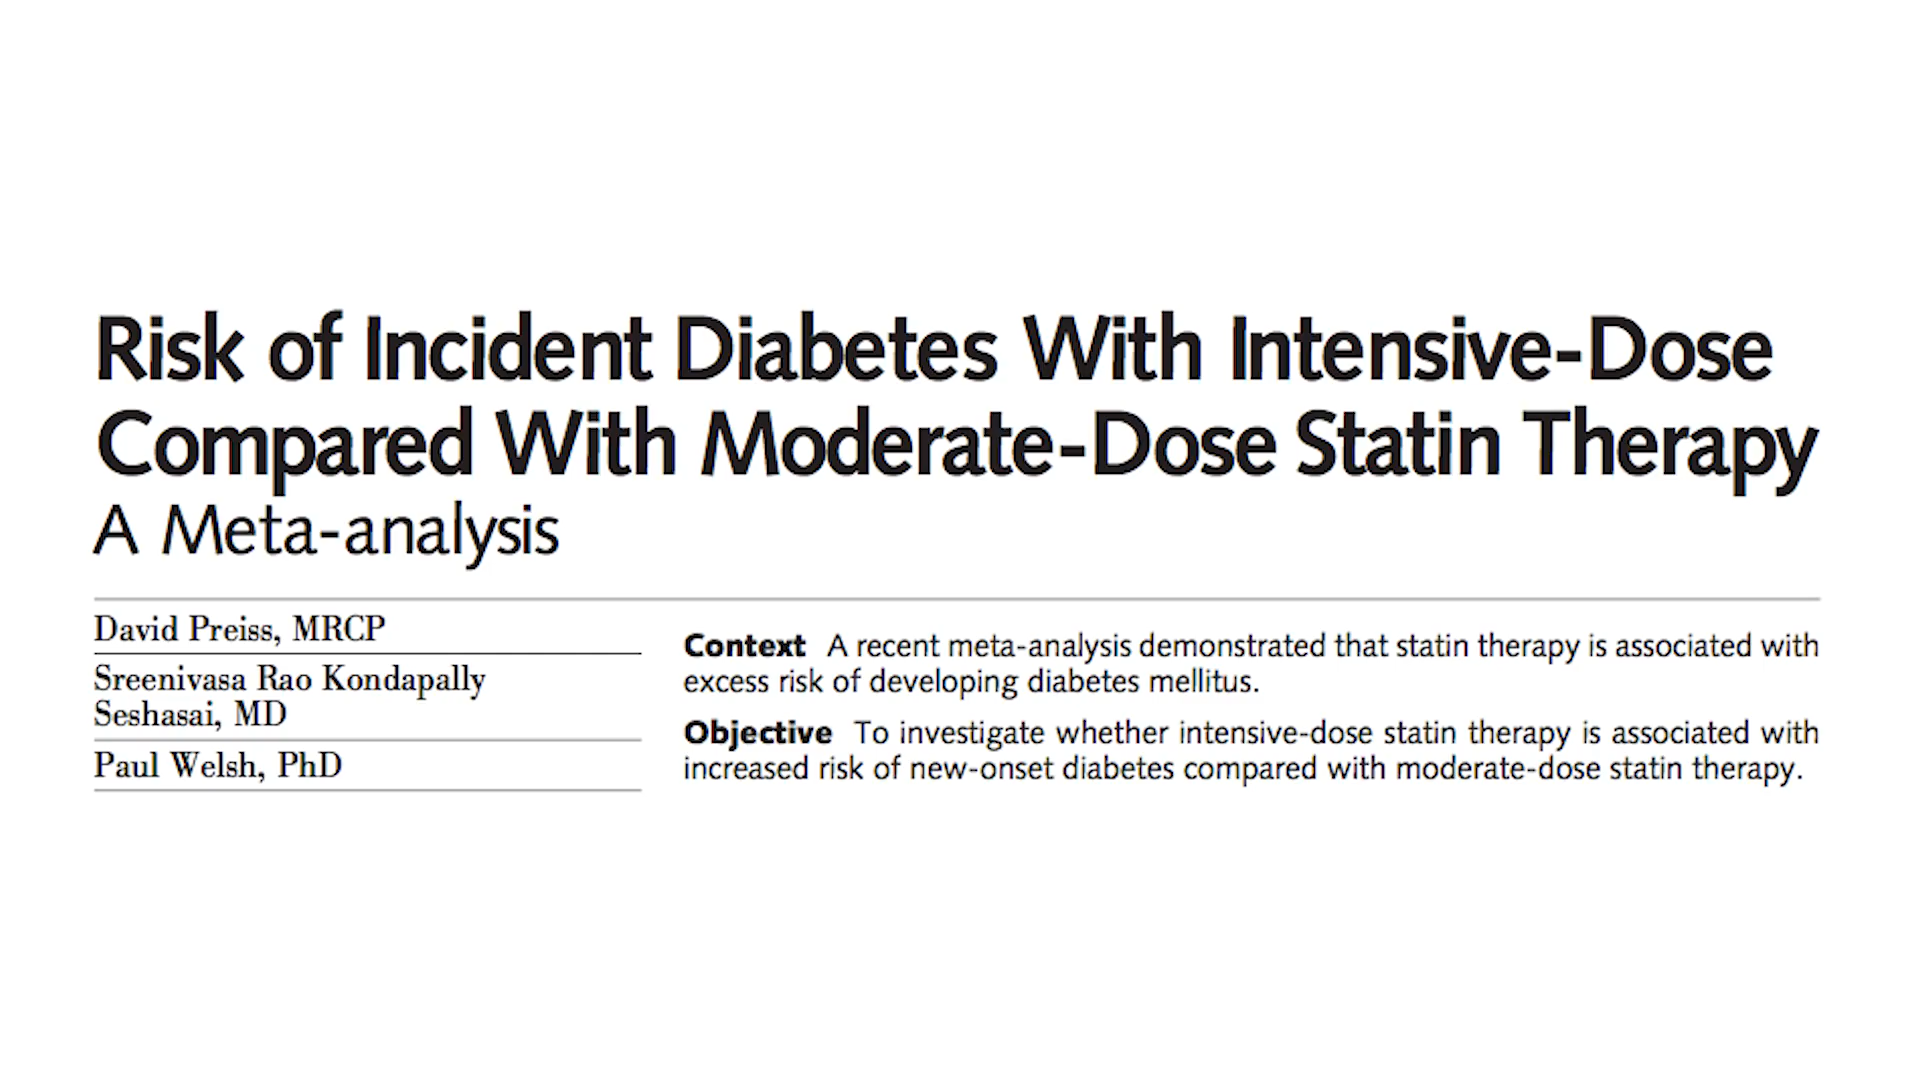 Risk of Incident Diabetes With Intensive-Dose
Compared With Moderate-Dose Statin Therapy
A Meta-analysis
David Preiss, MRCP
Sreenivasa Rao Kondapally
Seshasai, MD
Paul Welsh, PhD
Context A recent meta-analysis demonstrated that statin therapy is associated with
excess risk of developing diabetes mellitus.
Objective To investigate whether intensive-dose statin therapy is associated with
increased risk of new-onset diabetes compared with moderate-dose statin therapy.